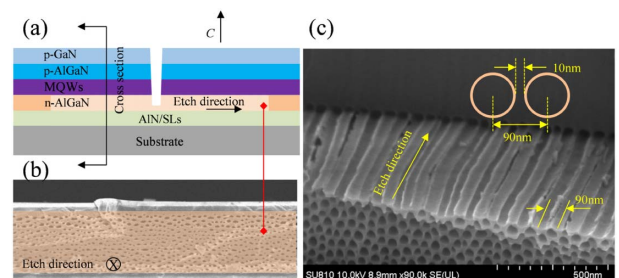 (a)
C
p-GaN
p-AlGaN
MQWs
n-AlGaN
Etch direction
AlN/SLs
Substrate
Cross section
(b)
Etch direction
(c)
10nm
90nm
Etch direction
90nm
SU810 10.0kV 8.9mm x90.0k SE(UL)
500nm